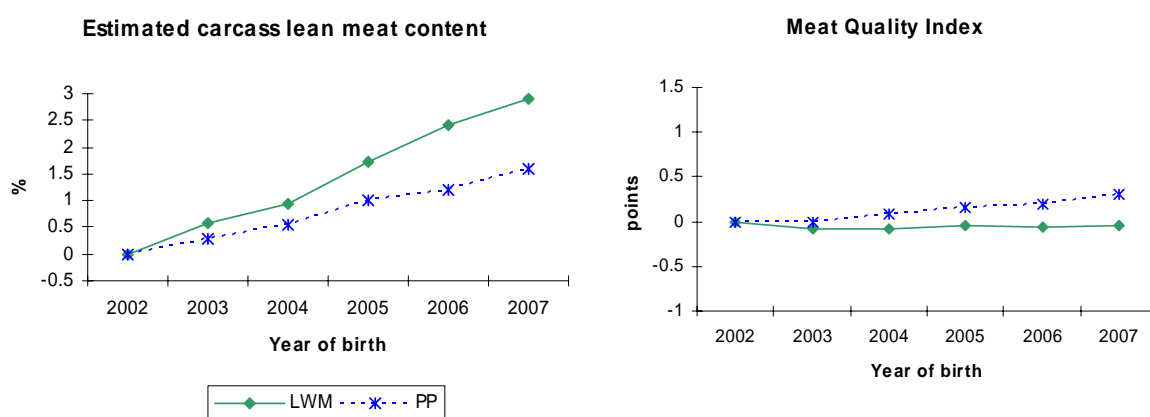 Estimated carcass lean meat content
3
2.5
2
1.5
1
0.5
0
-0.5
%
2002 2003 2004 2005 2006 2007
Year of birth
LWM PP
Meat Quality Index
1.5
1
0.5
0
-0.5
-1
points
2002 2003 2004 2005 2006 2007
Year of birth